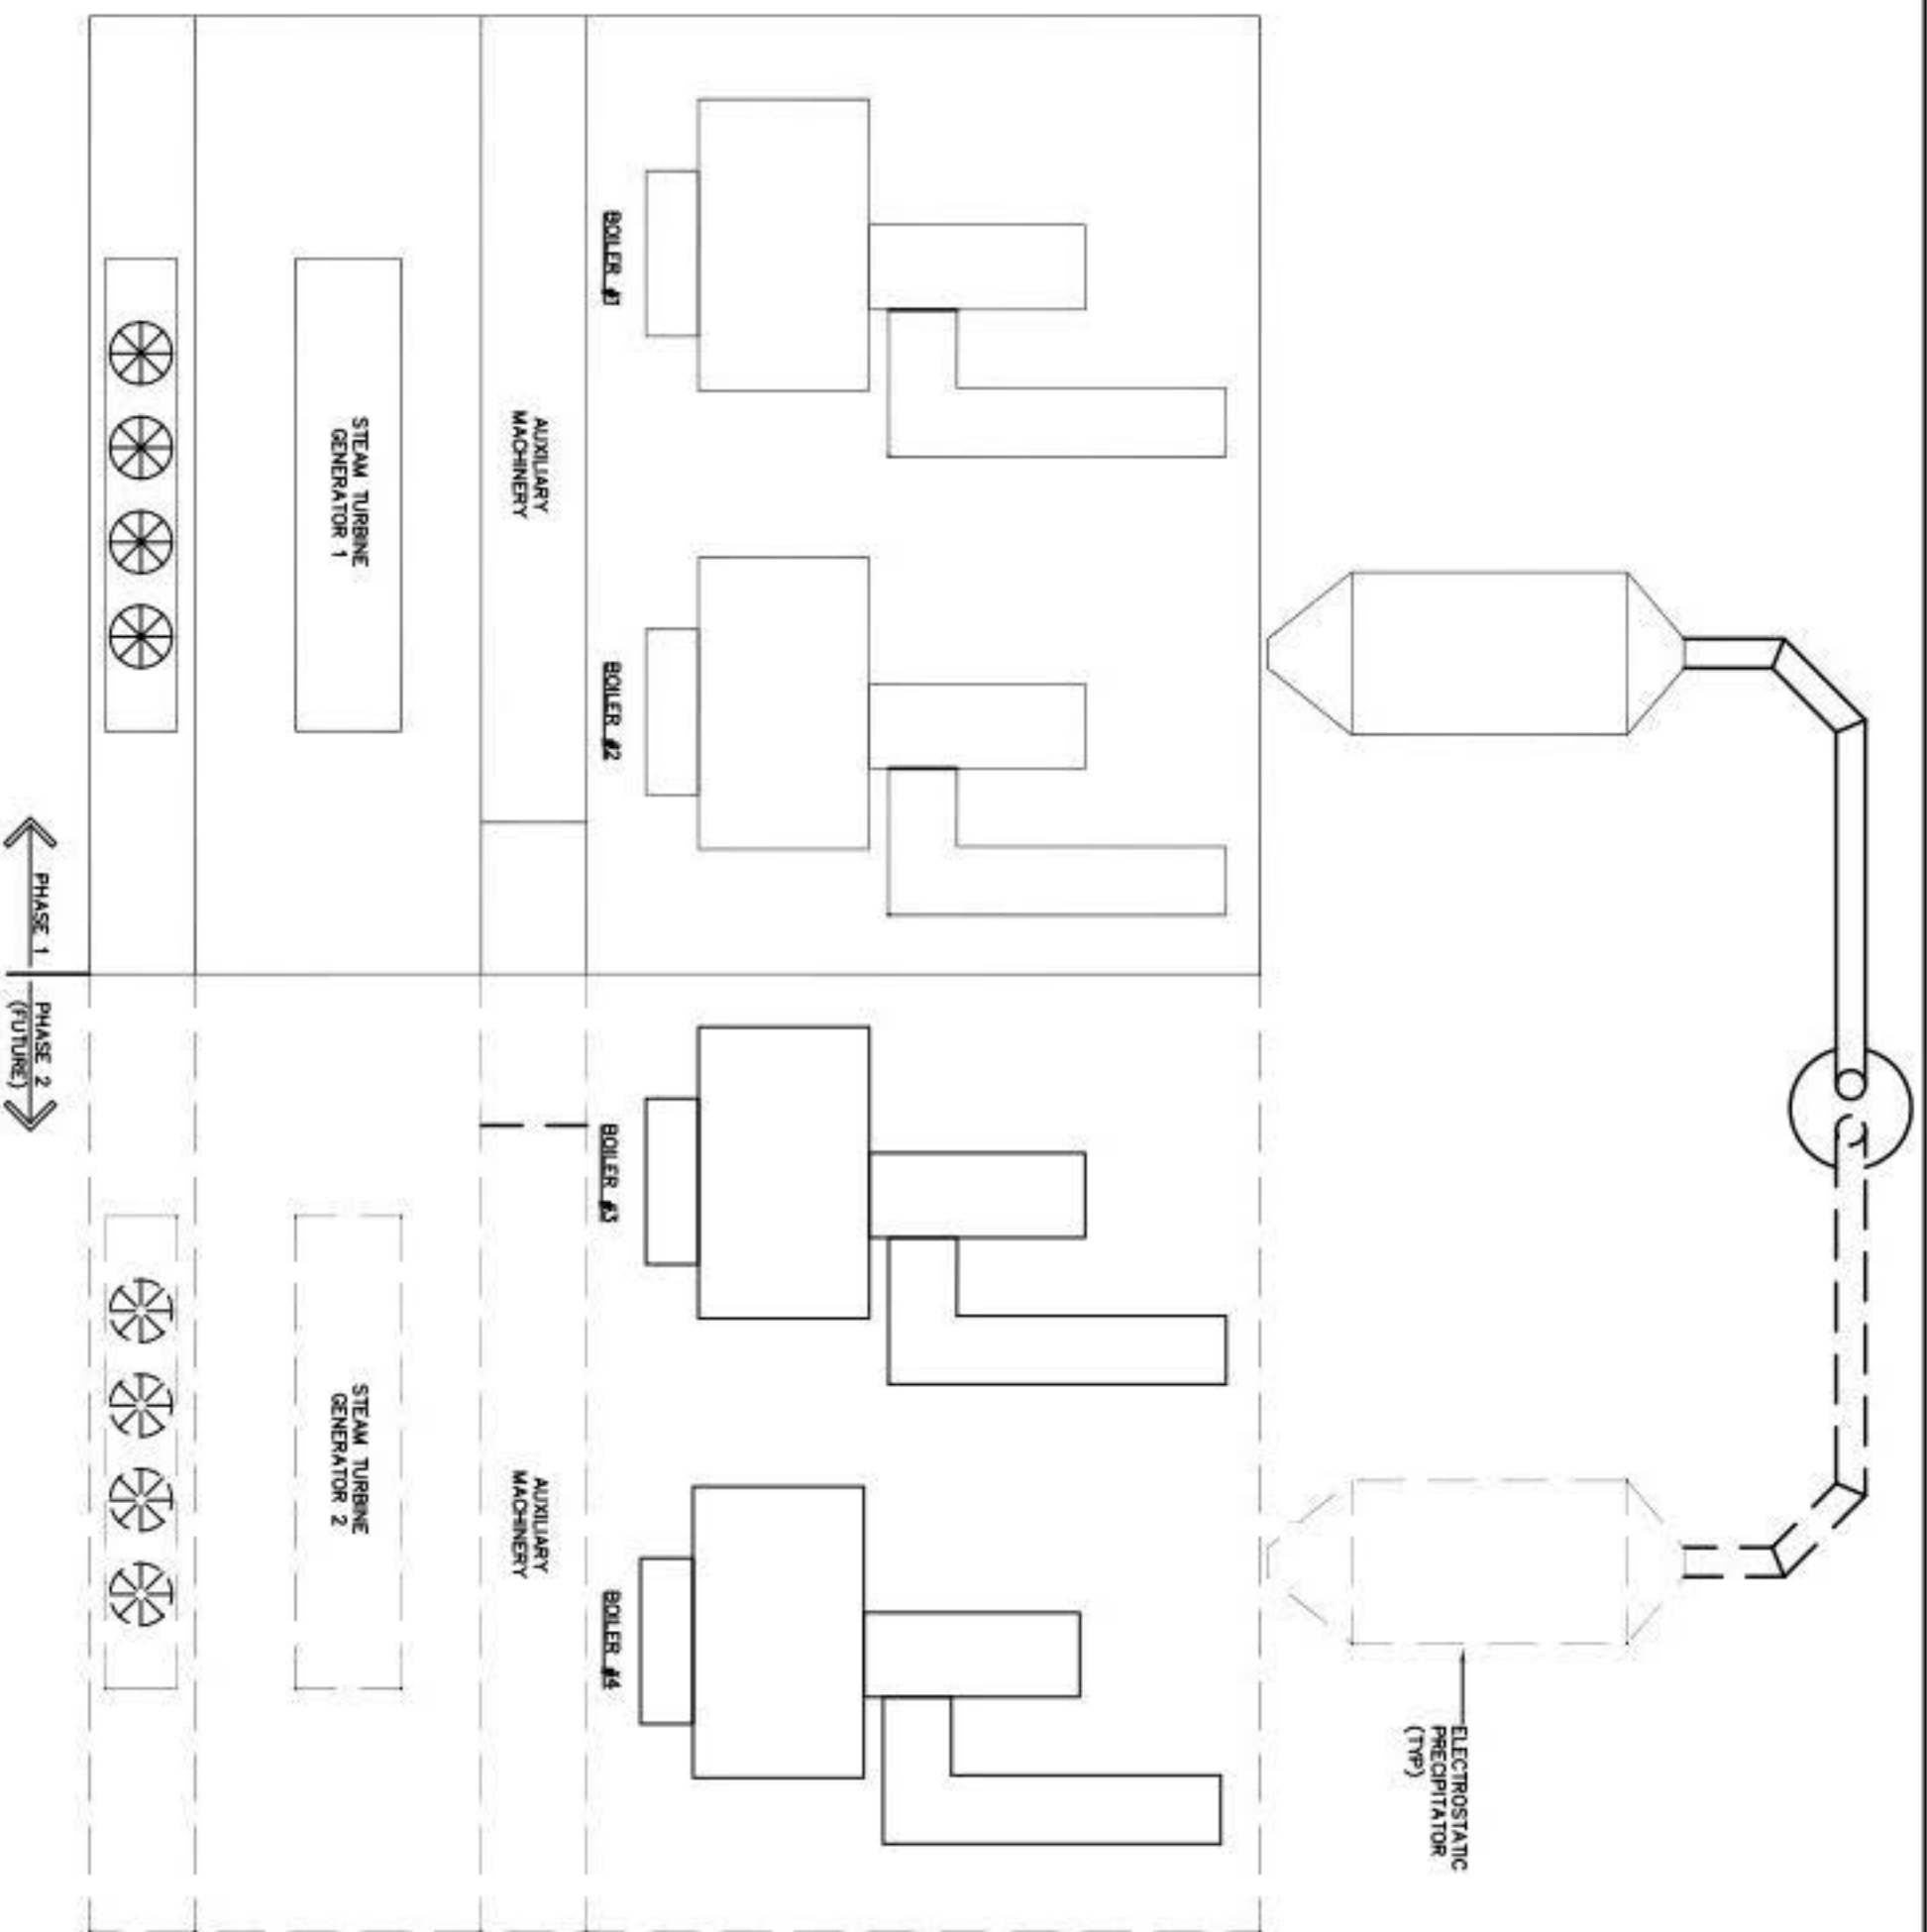 ELECTROSTATIC
PRECIPITATOR
(TYP)
BOILER #1
BOILER #2
BOILER #3
BOILER #4
AUXILIARY
MACHINERY
AUXILIARY
MACHINERY
STEAM TURBINE
GENERATOR 1
STEAM TURBINE
GENERATOR 2
PHASE 1
PHASE 2
(FUTURE)